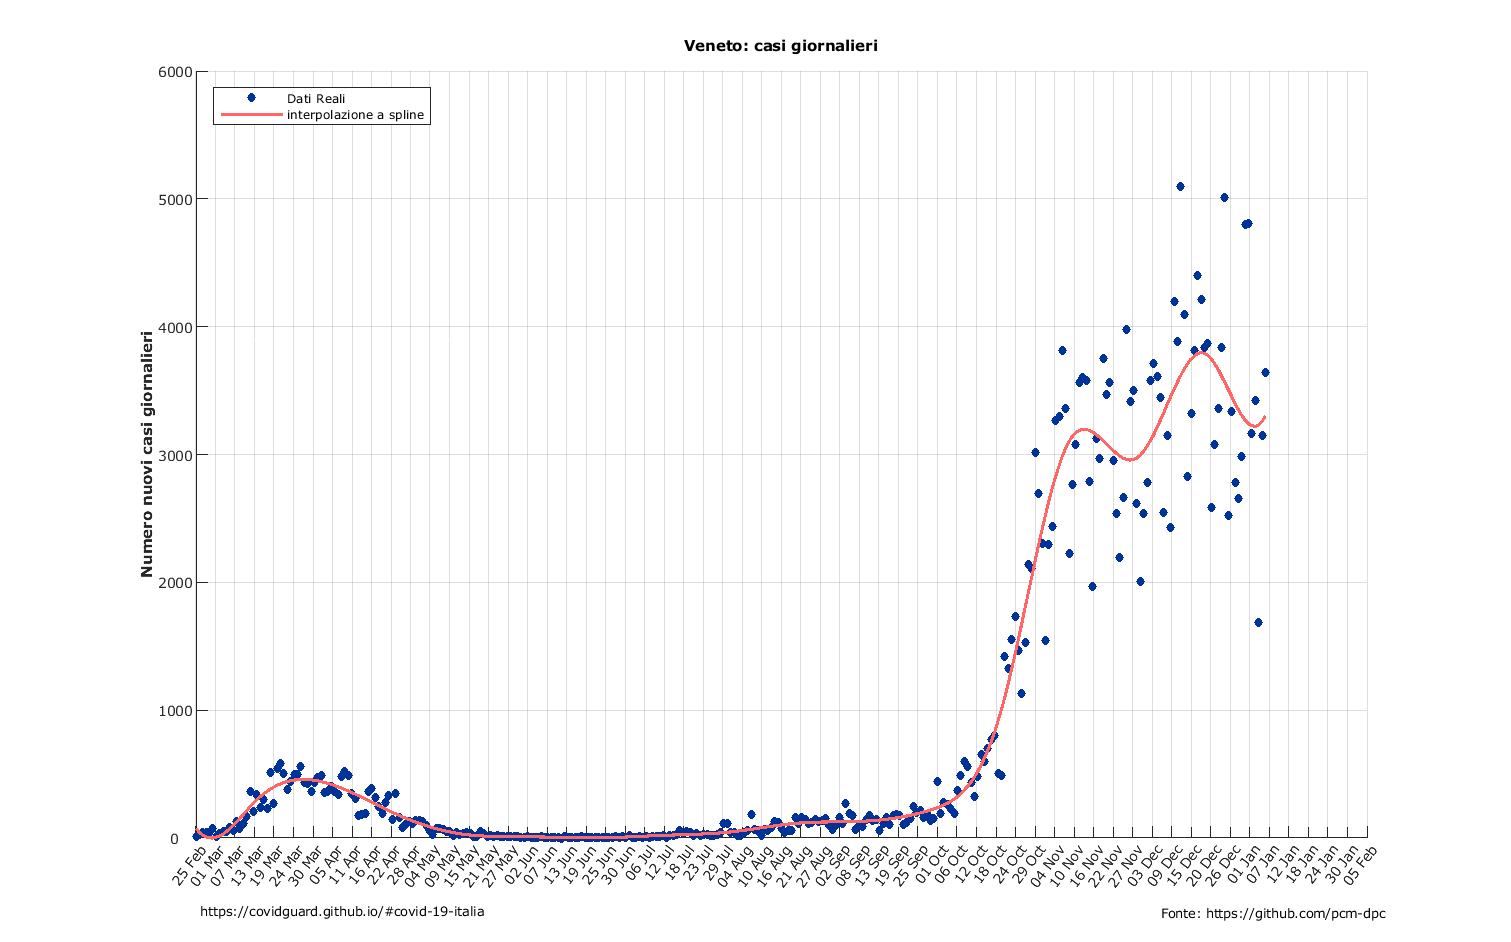 Veneto: casi giornalieri
6000
5000
4000
3000
2000
1000
0
Dati Reali
interpolazione a spline
Numero nuovi casi giornalieri
25 Feb
01 Mar
07 Mar
13 Mar
19 Mar
24 Mar
30 Mar
05 Apr
11 Apr
16 Apr
22 Apr
28 Apr
04 May
09 May
15 May
21 May
27 May
02 Jun
07 Jun
13 Jun
19 Jun
25 Jun
30 Jun
06 Jul
12 Jul
18 Jul
23 Jul
29 Jul
04 Aug
10 Aug
16 Aug
21 Aug
27 Aug
02 Sep
08 Sep
13 Sep
19 Sep
25 Sep
01 Oct
06 Oct
12 Oct
18 Oct
24 Oct
29 Oct
04 Nov
10 Nov
16 Nov
22 Nov
27 Nov
03 Dec
09 Dec
15 Dec
20 Dec
26 Dec
01 Jan
07 Jan
12 Jan
18 Jan
24 Jan
30 Jan
05 Feb
https://covidguard.github.io/#covid-19-italia
Fonte: https://github.com/pcm-dpc